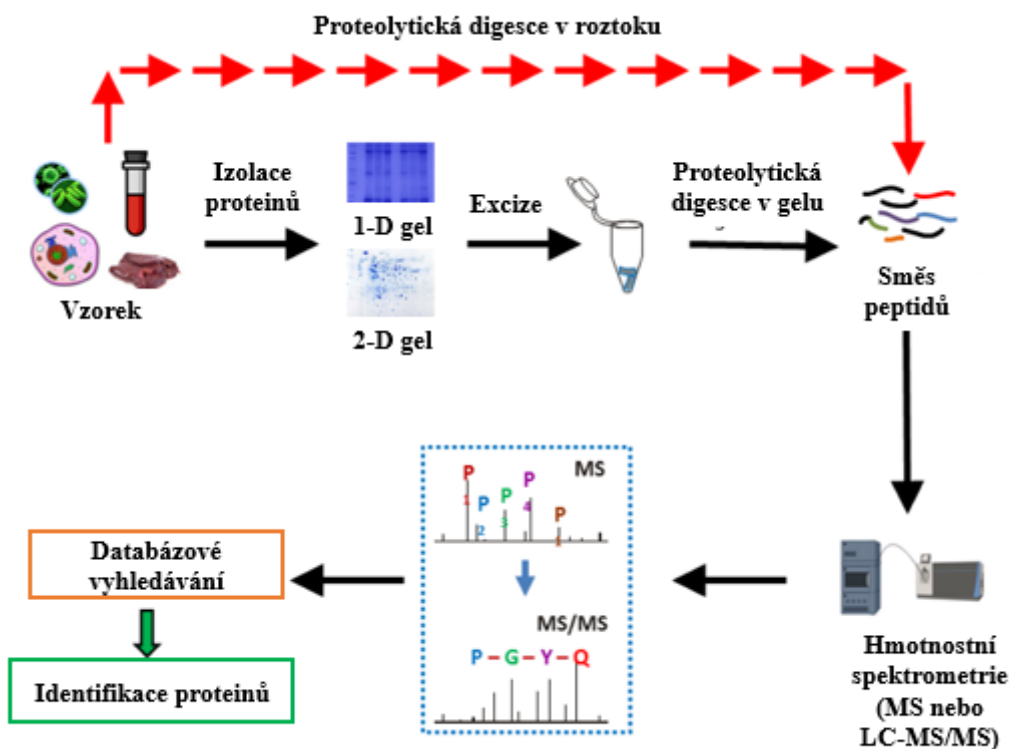 Proteolytická digesce v roztoku
Izolace
proteinů
1-D gel
2-D gel
Vzorek
Excize
Proteolytická
digesce v gelu
Směs
peptidů
Hmotnostní
spektrometrie
(MS nebo
LC-MS/MS)
MS
P
1
P
2
P
3
P
4
P
1
MS/MS
P-G-Y-Q
Databázové
vyhledávání
Identifikace proteinů